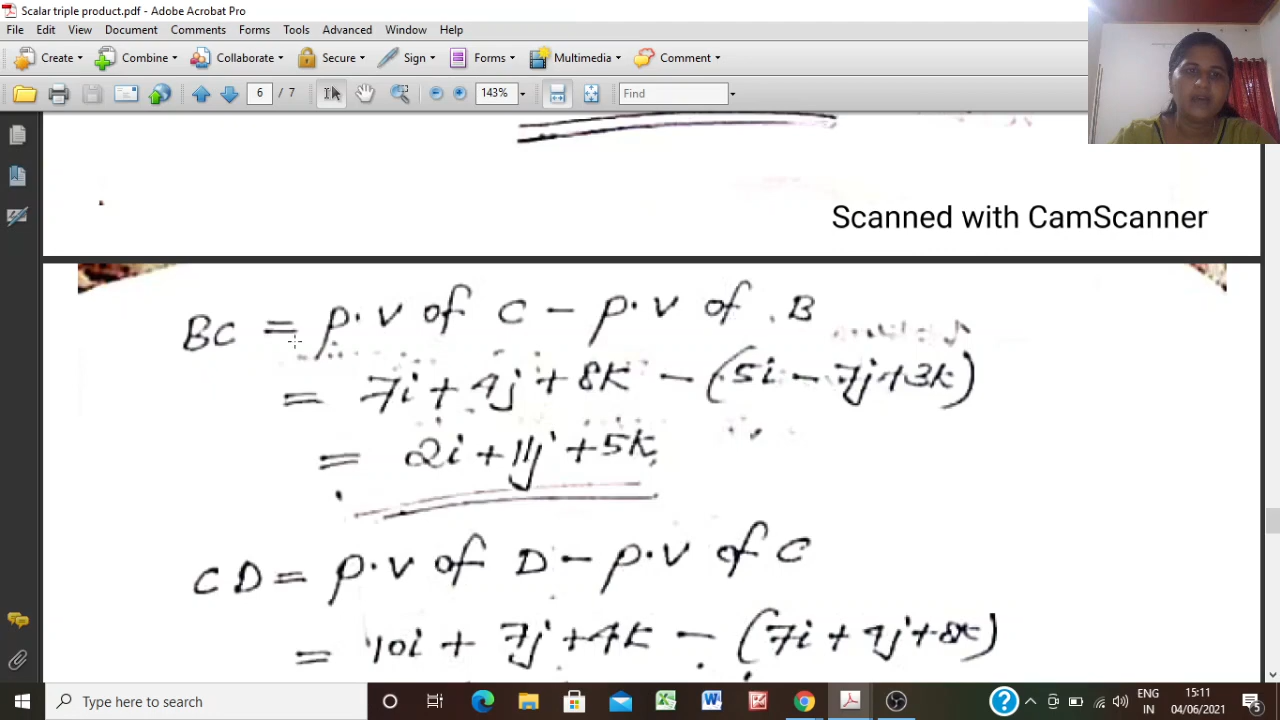 Scalar triple product.pdf - Adobe Acrobat Pro
File Edit View Document Comments Forms Tools Advanced Window Help
Create Combine Collaborate Secure Sign Forms Multimedia Comment
6 / 7 143% Find
Scanned with CamScanner
BC = P.V of C - P.V of B
= 7i + 4j + 8k - (5i - 7j + 3k)
= 2i + 11j + 5k
CD = P.V of D - P.V of C
= 10i + 7j + 4k - (7i + 4j + 8k)
Type here to search
ENG
IN
15:11
04/06/2021
5